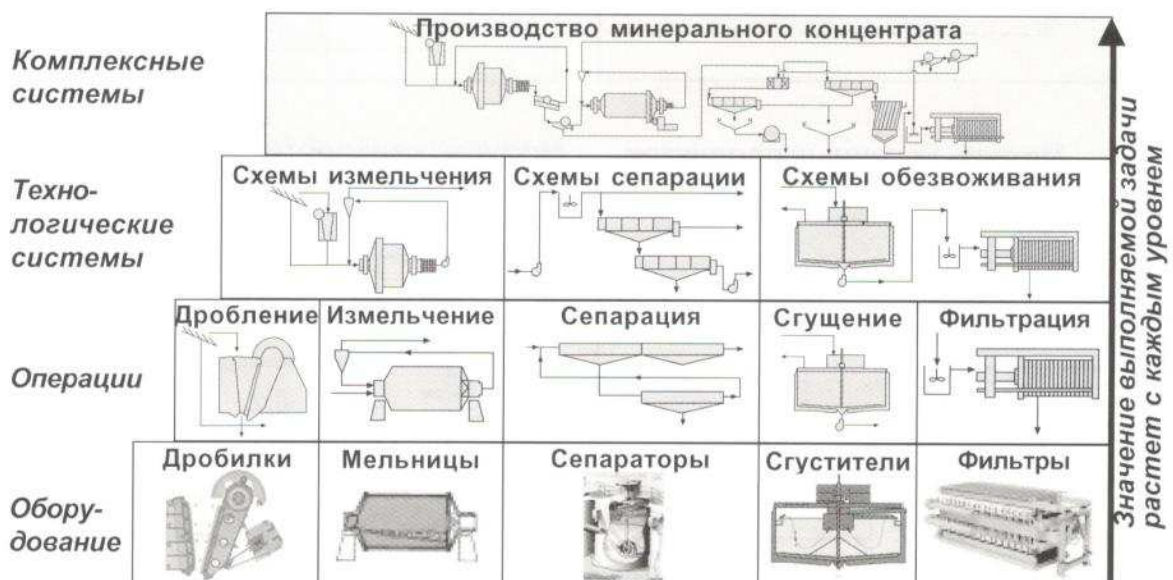 Производство минерального концентрата
Комплексные
системы
Схемы измельчения
Схемы сепарации
Схемы обезвоживания
Техно-
логические
системы
Дробление
Измельчение
Сепарация
Сгущение
Фильтрация
Операции
Дробилки
Мельницы
Сепараторы
Сгустители
Фильтры
Обору-
дование
Значение выполняемой задачи
растет с каждым уровнем